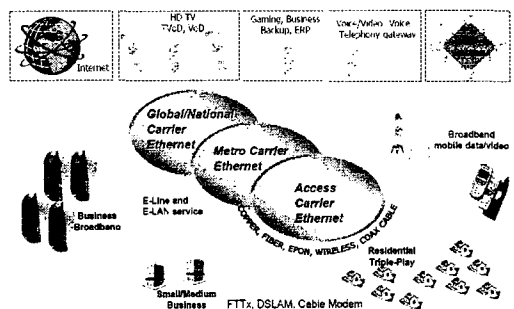 Internet
HD TV
TVoD, VoD
Gaming, Business
Backup, ERP
Voice/Video Voice
Telephony gateway
Global/National
Carrier
Ethernet
Metro Carrier
Ethernet
Access
Carrier
Ethernet
COPPER, FIBER, EPON, WIRELESS, COAX CABLE
Broadband
mobile data/video
E-Line and
E-LAN service
Business
Broadband
Residential
Triple-Play
Small/Medium
Business
FTTx, DSLAM, Cable Modem